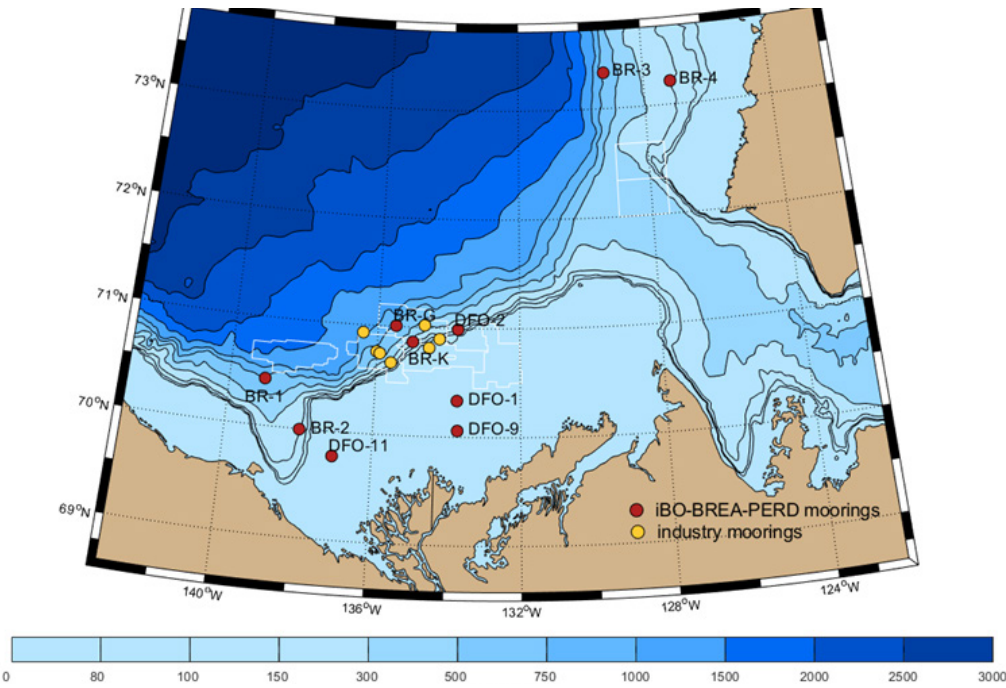 73°N
BR-3
BR-4
72°N
71°N
BR-G
DFO-2
BR-K
BR-1
70°N
DFO-1
BR-2
DFO-9
DFO-11
69°N
iBO-BREA-PERD moorings
industry moorings
140°W
136°W
132°W
128°W
124°W
0 80 100 150 300 500 750 1000 1500 2000 2500 3000